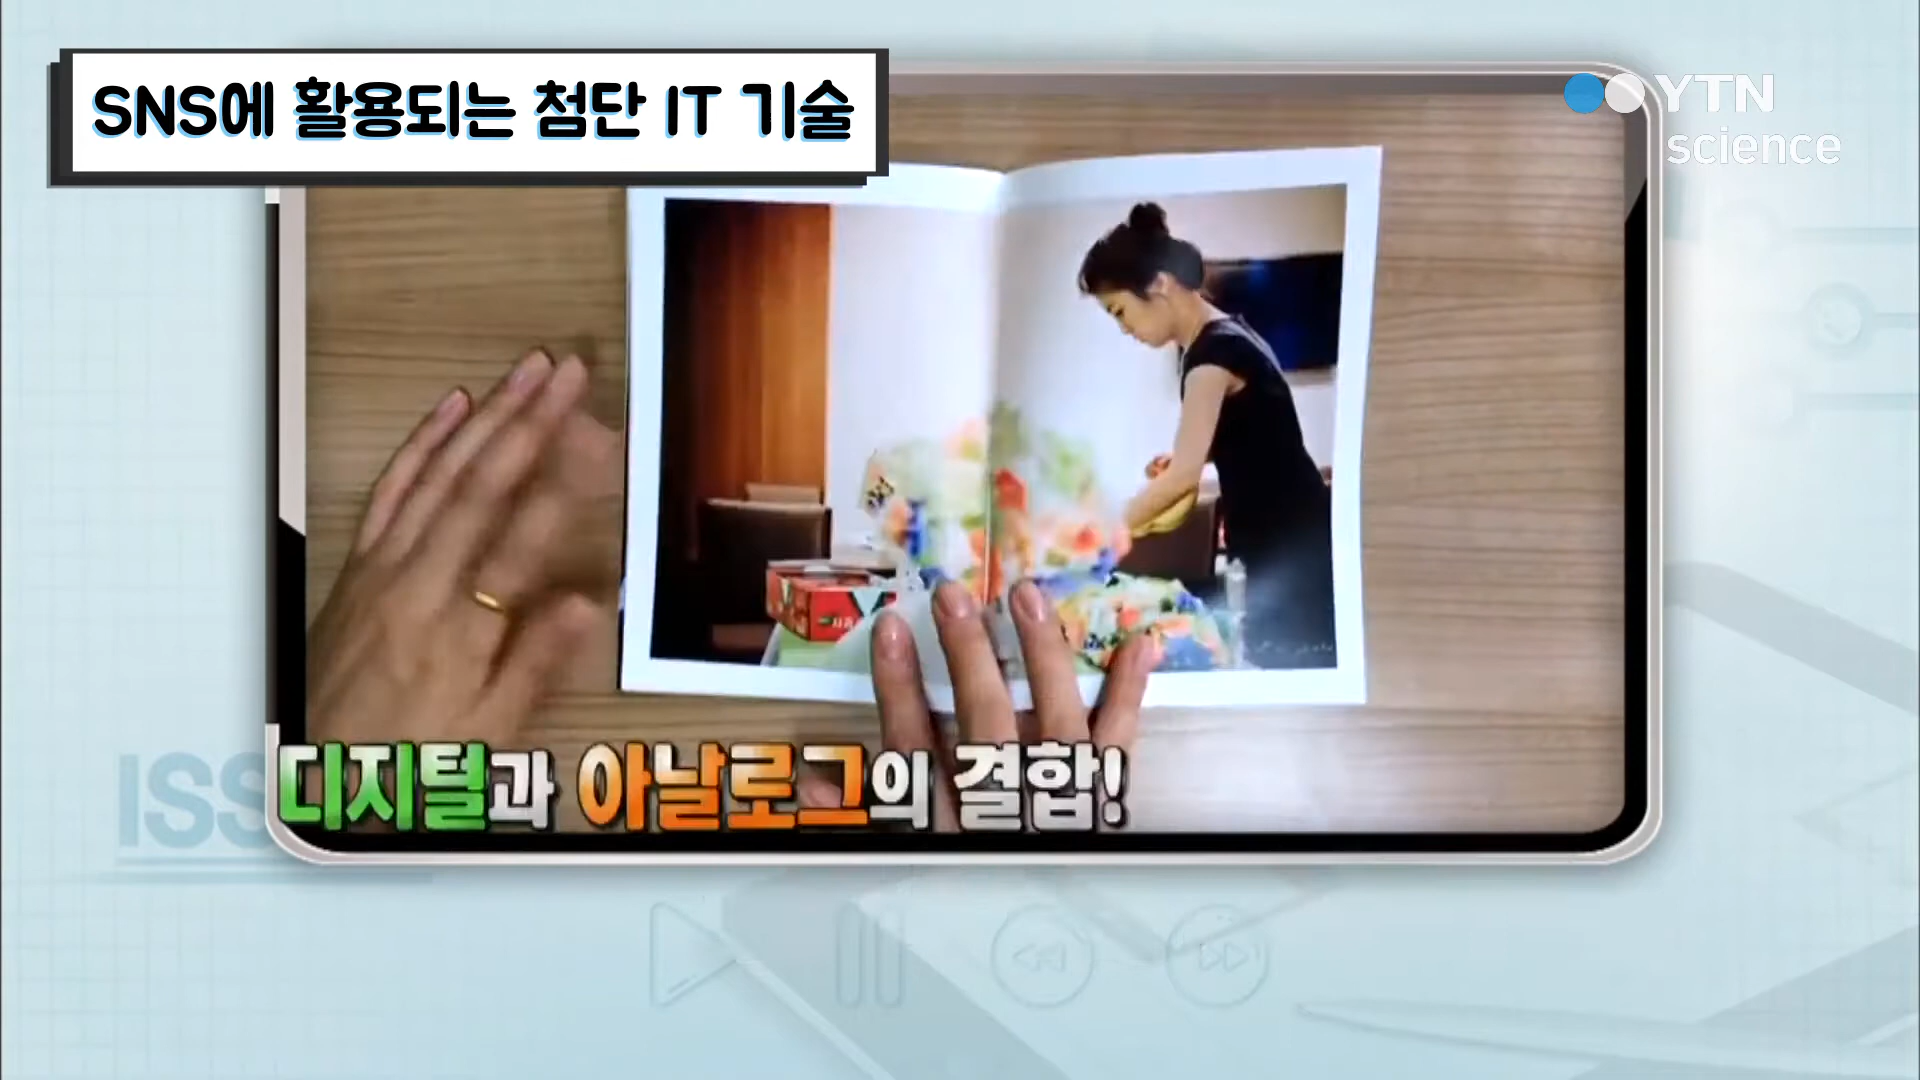 SNS에 활용되는 첨단 IT 기술
YTN
science
디지털과 아날로그의 결합!
ISS